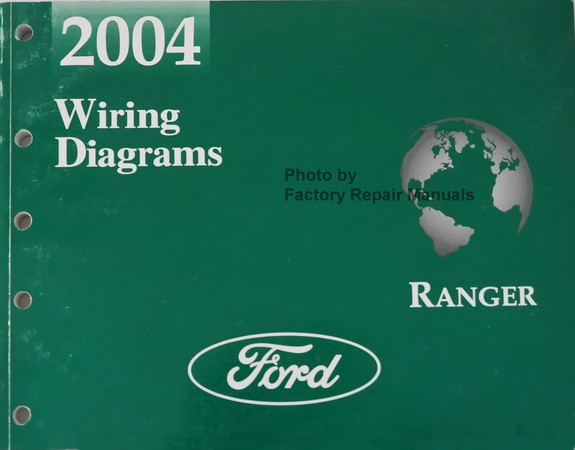 2004
Wiring
Diagrams
Photo by
Factory Repair Manuals
RANGER
Ford